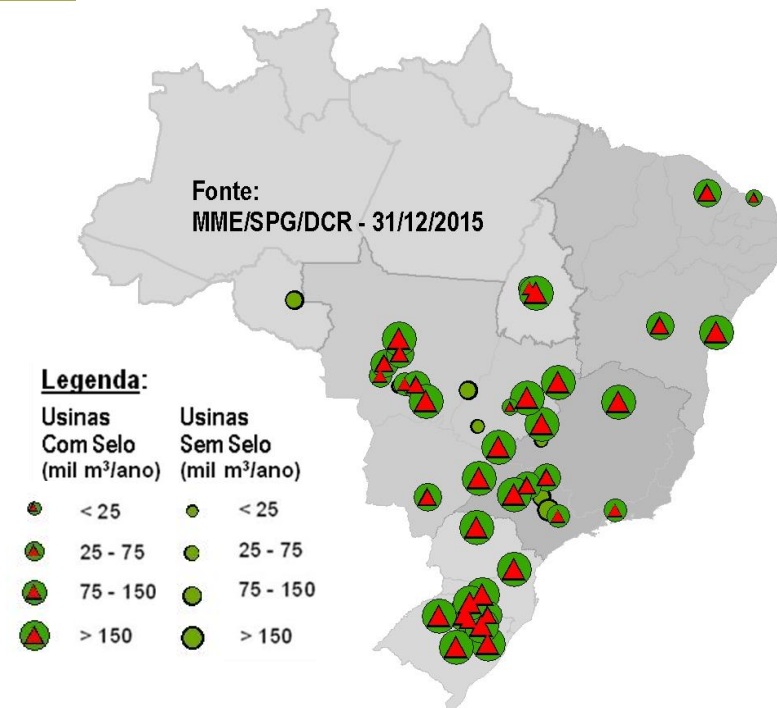 Fonte:
MME/SPG/DCR - 31/12/2015
Legenda:
Usinas Com Selo (mil m³/ano)
< 25
25 - 75
75 - 150
> 150
Usinas Sem Selo (mil m³/ano)
< 25
25 - 75
75 - 150
> 150